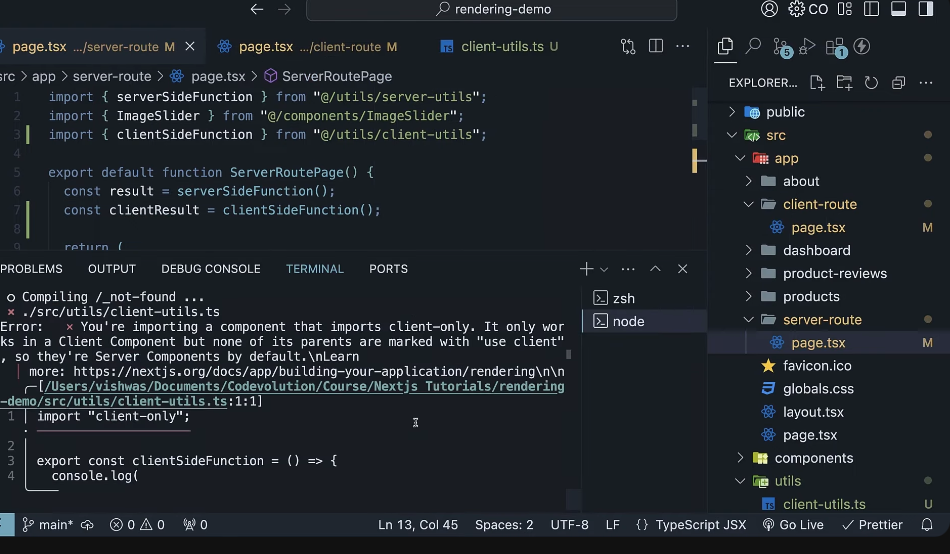 rendering-demo
CO
page.tsx .../server-route M
page.tsx .../client-route M
TS client-utils.ts U
5
1
src > app > server-route > page.tsx > ServerRoutePage
1 import { serverSideFunction } from "@/utils/server-utils";
2 import { ImageSlider } from "@/components/ImageSlider";
3 import { clientSideFunction } from "@/utils/client-utils";
4
5 export default function ServerRoutePage() {
6 const result = serverSideFunction();
7 const clientResult = clientSideFunction();
8
9 return (
PROBLEMS OUTPUT DEBUG CONSOLE TERMINAL PORTS
○ Compiling /_not-found ...
× ./src/utils/client-utils.ts
Error: × You're importing a component that imports client-only. It only wor
ks in a Client Component but none of its parents are marked with "use client"
, so they're Server Components by default.\nLearn
│ more: https://nextjs.org/docs/app/building-your-application/rendering\n\n
╭─[/Users/vishwas/Documents/Codevolution/Course/Nextjs Tutorials/rendering
-demo/src/utils/client-utils.ts:1:1]
1 │ import "client-only";
2 │
3 │ export const clientSideFunction = () => {
4 │ console.log(
zsh
node
EXPLORER...
public
src
app
about
client-route
page.tsx M
dashboard
product-reviews
products
server-route
page.tsx M
favicon.ico
globals.css
layout.tsx
page.tsx
components
utils
TS client-utils.ts U
main* 0 0 0 Ln 13, Col 45 Spaces: 2 UTF-8 LF {} TypeScript JSX Go Live Prettier